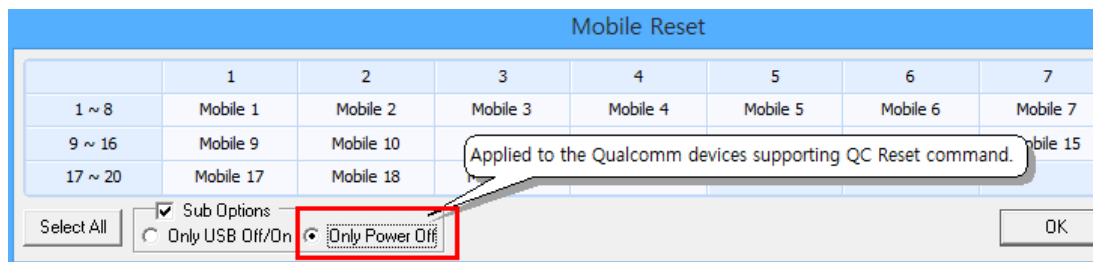 Mobile Reset
1 2 3 4 5 6 7
1 ~ 8 Mobile 1 Mobile 2 Mobile 3 Mobile 4 Mobile 5 Mobile 6 Mobile 7
9 ~ 16 Mobile 9 Mobile 10 15
Applied to the Qualcomm devices supporting QC Reset command.
17 ~ 20 Mobile 17 Mobile 18
Sub Options
Select All Only USB Off/On Only Power Off OK